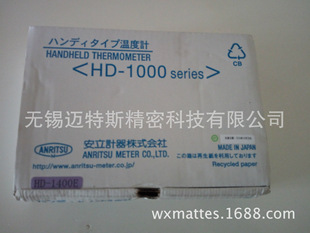 ハンディタイプ温度計
HANDHELD THERMOMETER
<HD-1000 series>
CB
无锡迈特斯精密科技有限公司
ANRITSU
安立計器株式会社
ANRITSU METER CO.,LTD.
http://www.anritsu-meter.co.jp/
MADE IN JAPAN
この箱は再生紙を利用しています
Recycled paper
HD-1400E
wxmattes.1688.com